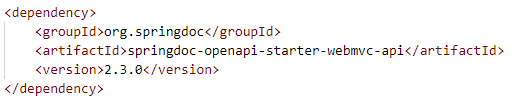 <dependency>
    <groupId>org.springdoc</groupId>
    <artifactId>springdoc-openapi-starter-webmvc-api</artifactId>
    <version>2.3.0</version>
</dependency>